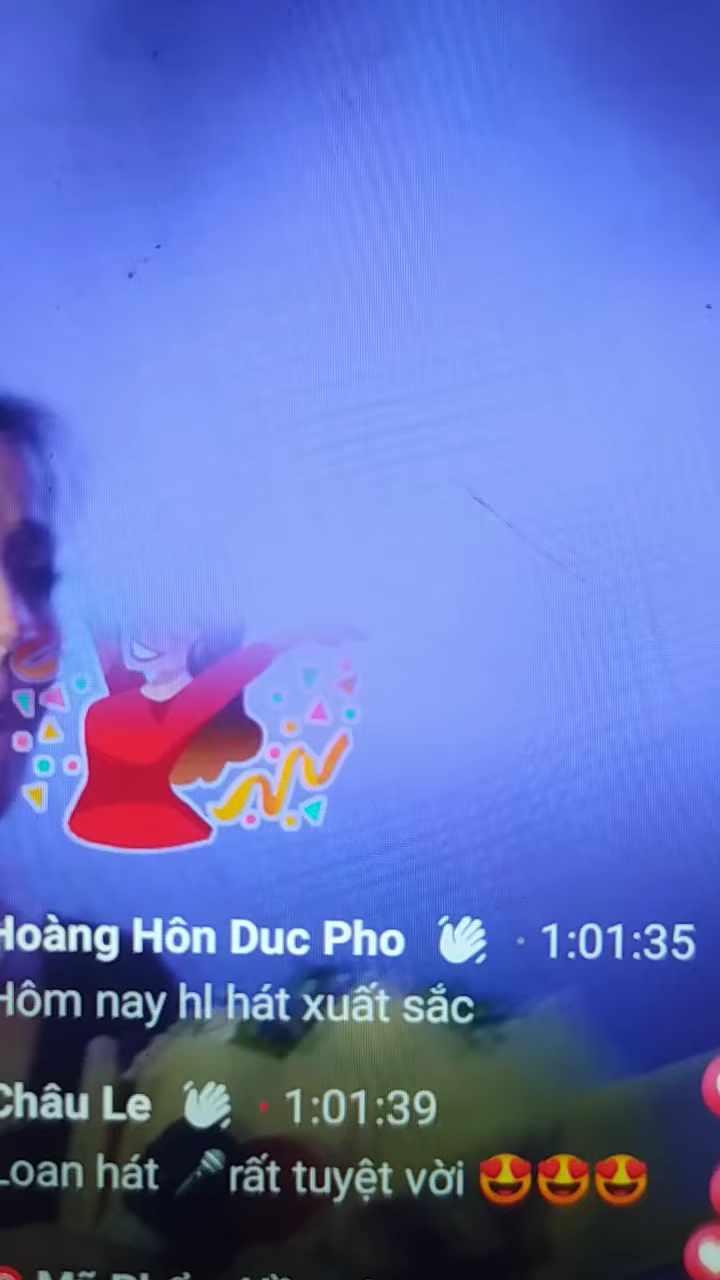 Hoàng Hôn Duc Pho 👋 · 1:01:35
Hôm nay hl hát xuất sắc
Châu Le 👋 · 1:01:39
Loan hát 🎤rất tuyệt vời 😍😍😍